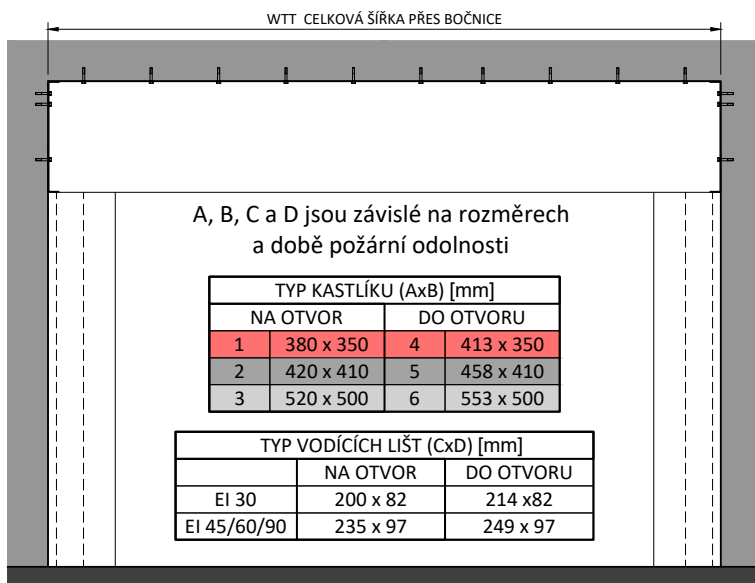 WTT CELKOVÁ ŠÍŘKA PŘES BOČNICE
A, B, C a D jsou závislé na rozměrech
a době požární odolnosti
TYP KASTLÍKU (AxB) [mm]
NA OTVOR DO OTVORU
1 380 x 350 4 413 x 350
2 420 x 410 5 458 x 410
3 520 x 500 6 553 x 500
TYP VODÍCÍCH LIŠT (CxD) [mm]
NA OTVOR DO OTVORU
EI 30 200 x 82 214 x82
EI 45/60/90 235 x 97 249 x 97